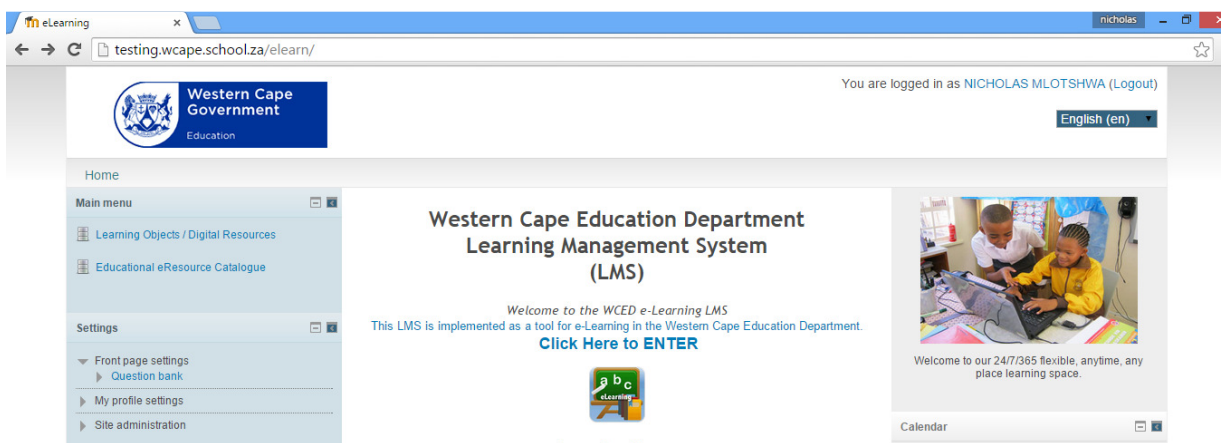 eLearning
nicholas
testing.wcape.school.za/elearn/
Western Cape
Government
Education
You are logged in as NICHOLAS MLOTSHWA (Logout)
English (en)
Home
Main menu
Learning Objects / Digital Resources
Educational eResource Catalogue
Settings
Front page settings
Question bank
My profile settings
Site administration
Western Cape Education Department
Learning Management System
(LMS)
Welcome to the WCED e-Learning LMS
This LMS is implemented as a tool for e-Learning in the Western Cape Education Department.
Click Here to ENTER
a b c
eLearning
Welcome to our 24/7/365 flexible, anytime, any
place learning space.
Calendar